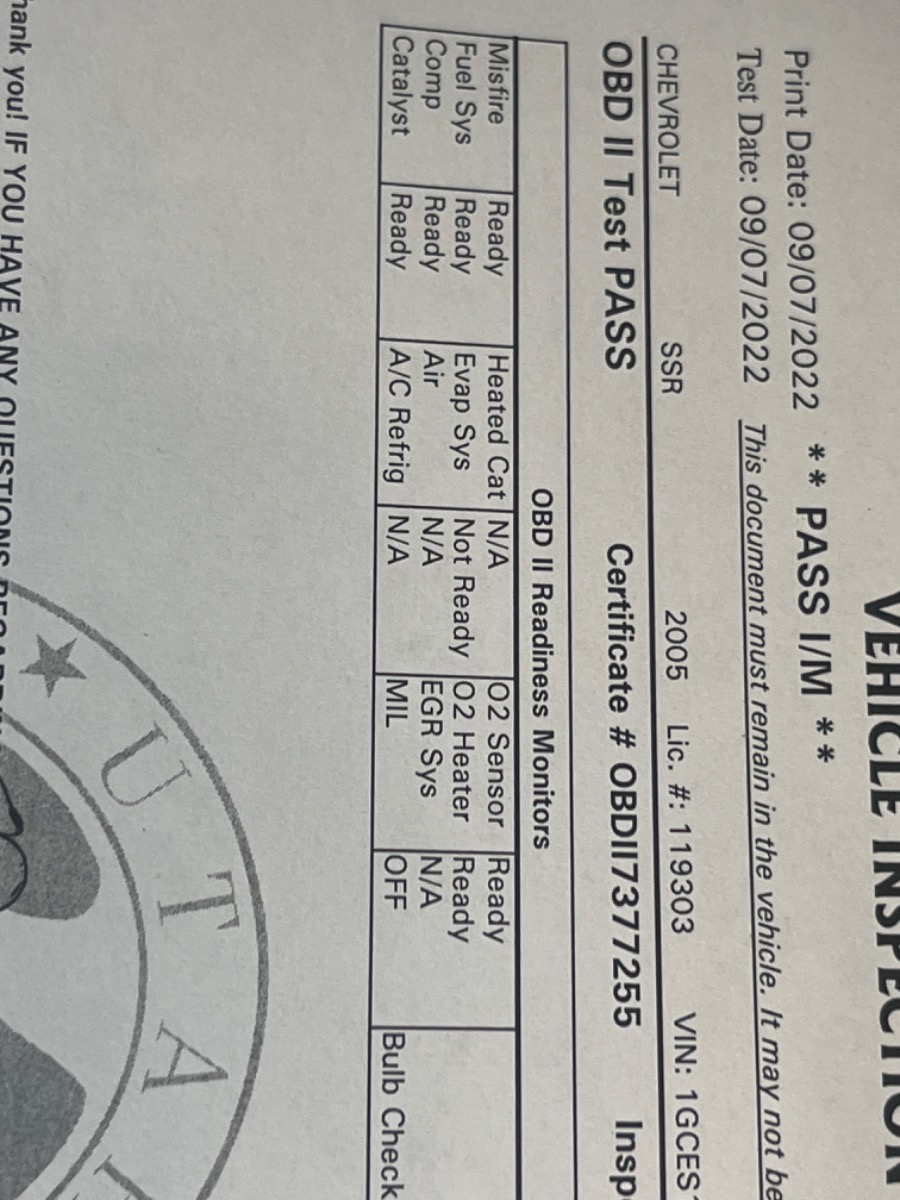 VEHICLE INSPECTION
Print Date: 09/07/2022 ** PASS I/M **
Test Date: 09/07/2022 This document must remain in the vehicle. It may not be
CHEVROLET SSR 2005 Lic. #: 119303 VIN: 1GCES
OBD II Test PASS Certificate # OBDII7377255 Insp
OBD II Readiness Monitors
Misfire Ready Heated Cat N/A O2 Sensor Ready
Fuel Sys Ready Evap Sys Not Ready O2 Heater Ready
Comp Ready Air N/A EGR Sys N/A
Catalyst Ready A/C Refrig N/A MIL OFF Bulb Check
UTA
hank you! IF YOU HAVE ANY QUESTIONS